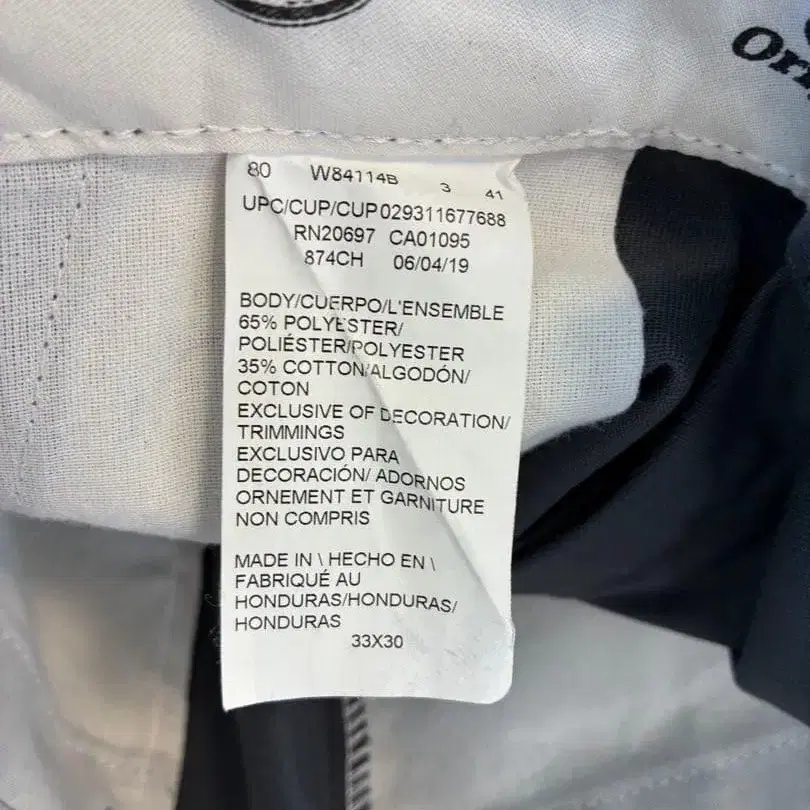 80 W84114B 3 41
UPC/CUP/CUP029311677688
RN20697 CA01095
874CH 06/04/19
BODY/CUERPO/L'ENSEMBLE
65% POLYESTER/
POLIÉSTER/POLYESTER
35% COTTON/ALGODÓN/
COTON
EXCLUSIVE OF DECORATION/
TRIMMINGS
EXCLUSIVO PARA
DECORACIÓN/ ADORNOS
ORNEMENT ET GARNITURE
NON COMPRIS
MADE IN \ HECHO EN \
FABRIQUÉ AU
HONDURAS/HONDURAS/
HONDURAS
33X30